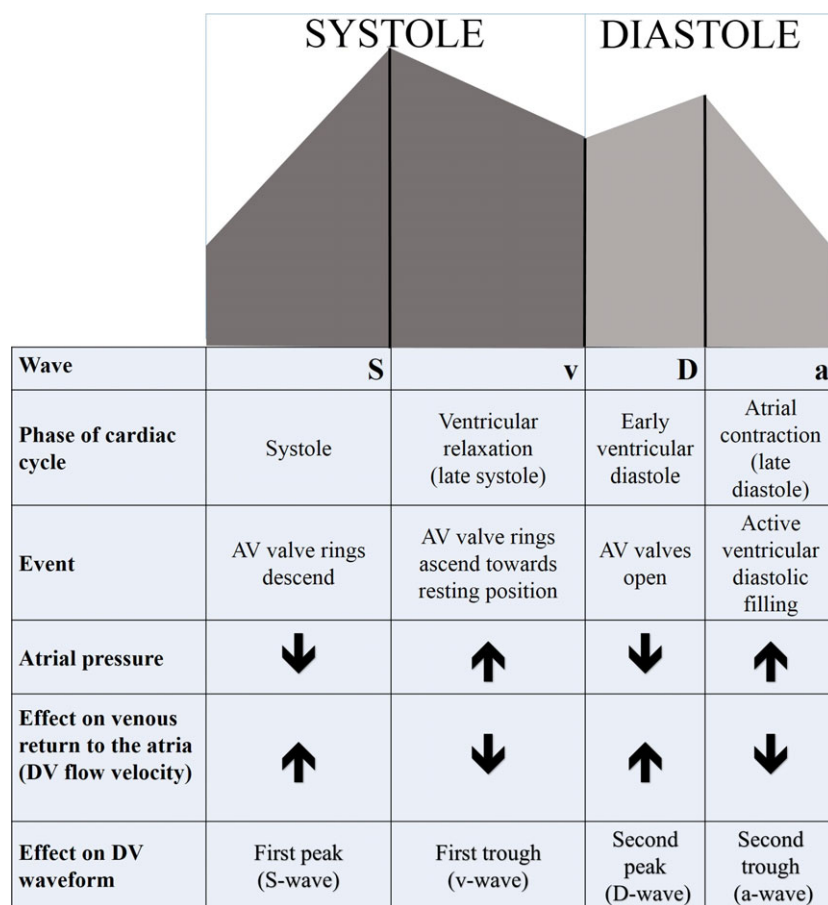 SYSTOLE DIASTOLE
Wave S v D a
Phase of cardiac
cycle
Systole
Ventricular
relaxation
(late systole)
Early
ventricular
diastole
Atrial
contraction
(late
diastole)
Event
AV valve rings
descend
AV valve rings
ascend towards
resting position
AV valves
open
Active
ventricular
diastolic
filling
Atrial pressure
Effect on venous
return to the atria
(DV flow velocity)
Effect on DV
waveform
First peak
(S-wave)
First trough
(v-wave)
Second
peak
(D-wave)
Second
trough
(a-wave)